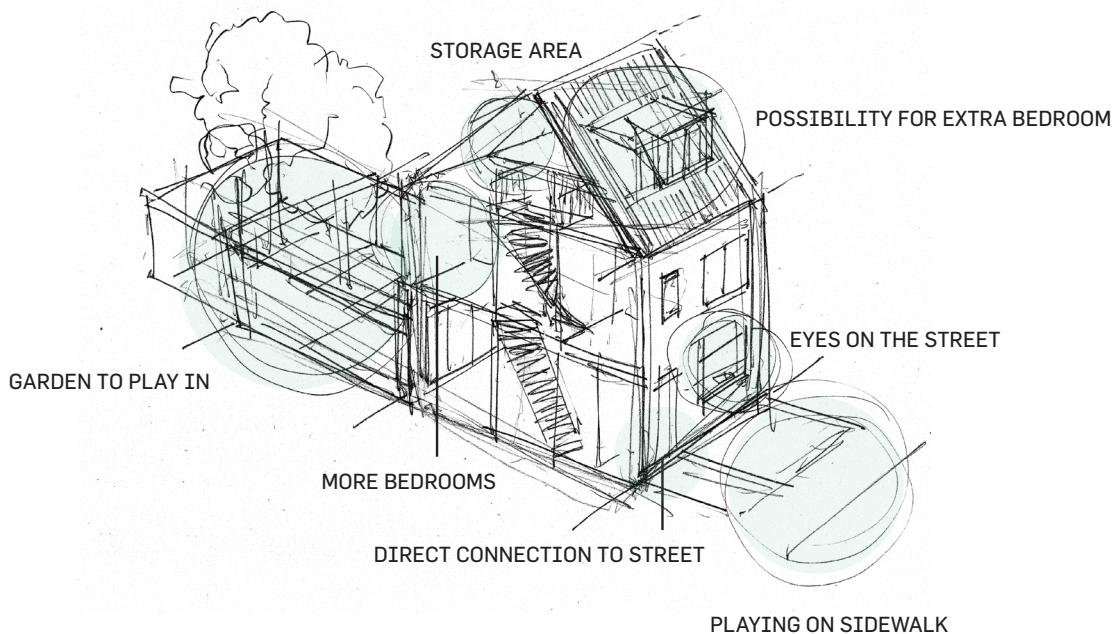 STORAGE AREA
POSSIBILITY FOR EXTRA BEDROOM
EYES ON THE STREET
GARDEN TO PLAY IN
MORE BEDROOMS
DIRECT CONNECTION TO STREET
PLAYING ON SIDEWALK